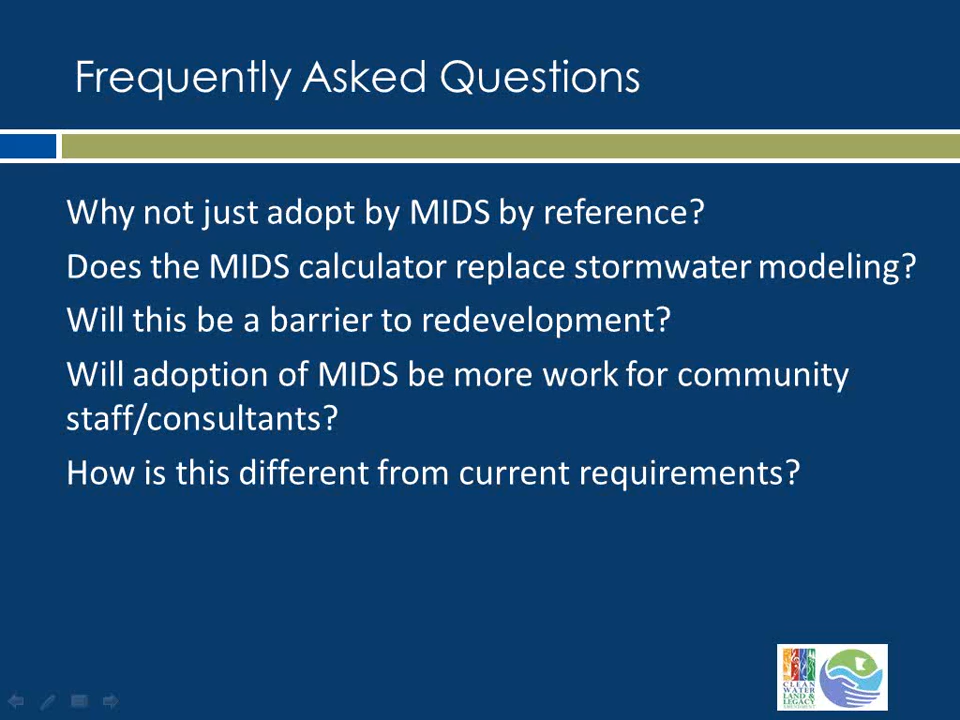 Frequently Asked Questions
Why not just adopt by MIDS by reference?
Does the MIDS calculator replace stormwater modeling?
Will this be a barrier to redevelopment?
Will adoption of MIDS be more work for community
staff/consultants?
How is this different from current requirements?
CLEAN
WATER
LAND &
LEGACY
AMENDMENT